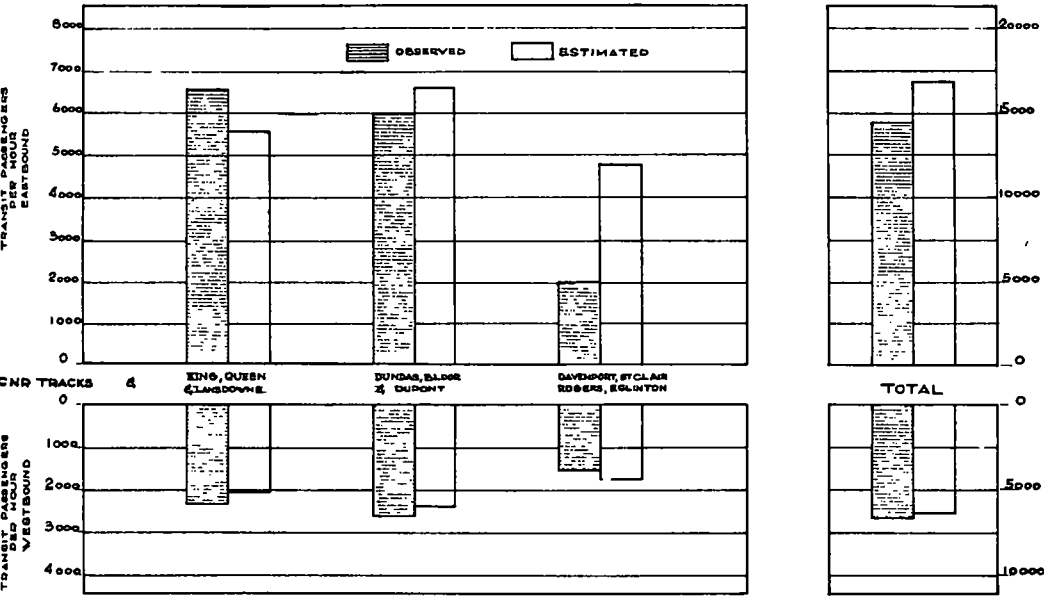 8000
7000
6000
5000
4000
3000
2000
1000
0
TRANSIT PASSENGERS
PER HOUR
EASTBOUND
OBSERVED
ESTIMATED
20000
15000
10000
5000
0
CNR TRACKS &
KING, QUEEN
& LANSDOWNE
DUNDAS, BLOOR
& DUPONT
DAVENPORT, ST CLAIR
ROGERS, EGLINTON
TOTAL
0
1000
2000
3000
4000
TRANSIT PASSENGERS
PER HOUR
WESTBOUND
0
5000
10000